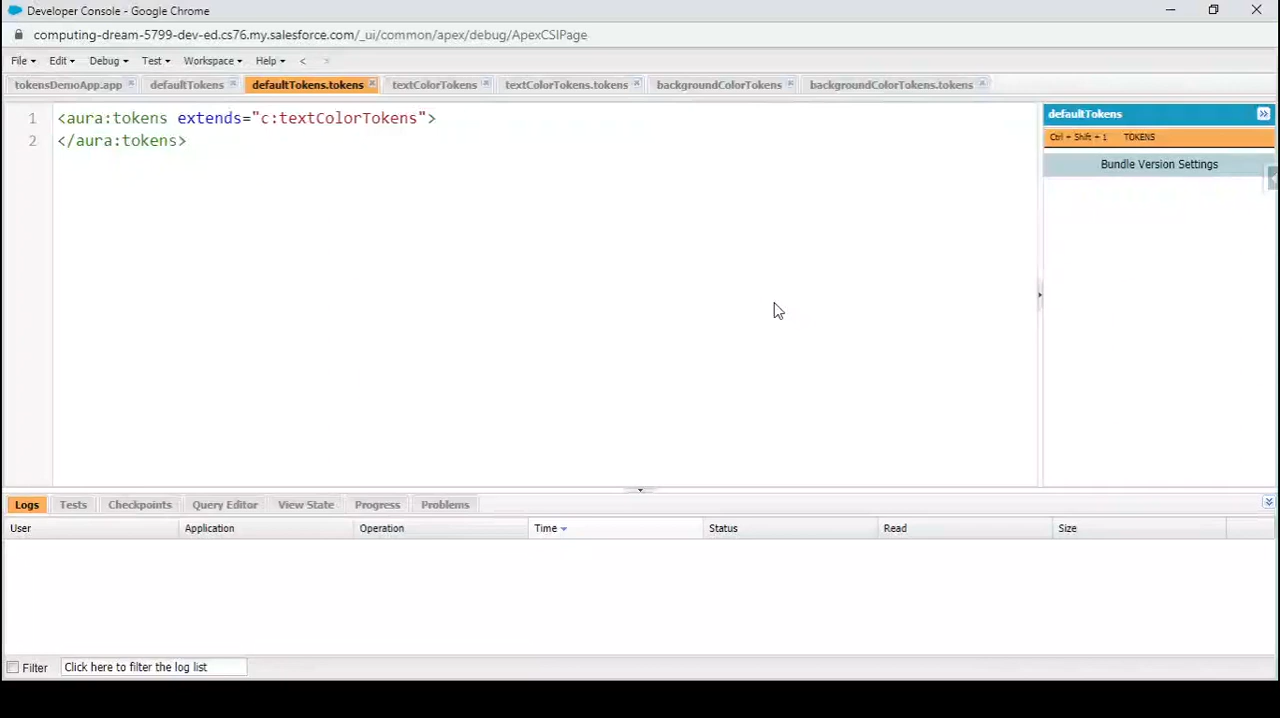 Developer Console - Google Chrome
computing-dream-5799-dev-ed.cs76.my.salesforce.com/_ui/common/apex/debug/ApexCSIPage
File Edit Debug Test Workspace Help < >
tokensDemoApp.app defaultTokens defaultTokens.tokens textColorTokens textColorTokens.tokens backgroundColorTokens backgroundColorTokens.tokens
1 <aura:tokens extends="c:textColorTokens">
2 </aura:tokens>
defaultTokens
Ctrl + Shift + 1 TOKENS
Bundle Version Settings
Logs Tests Checkpoints Query Editor View State Progress Problems
User Application Operation Time Status Read Size
Filter Click here to filter the log list